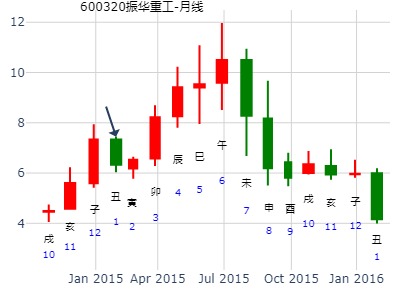 600320振华重工-月线
12
10
8
6
4
戌
10
亥
11
子
12
丑
1
寅
2
卯
3
辰
4
巳
5
午
6
未
7
申
8
酉
9
戌
10
亥
11
子
12
丑
1
Jan 2015
Apr 2015
Jul 2015
Oct 2015
Jan 2016